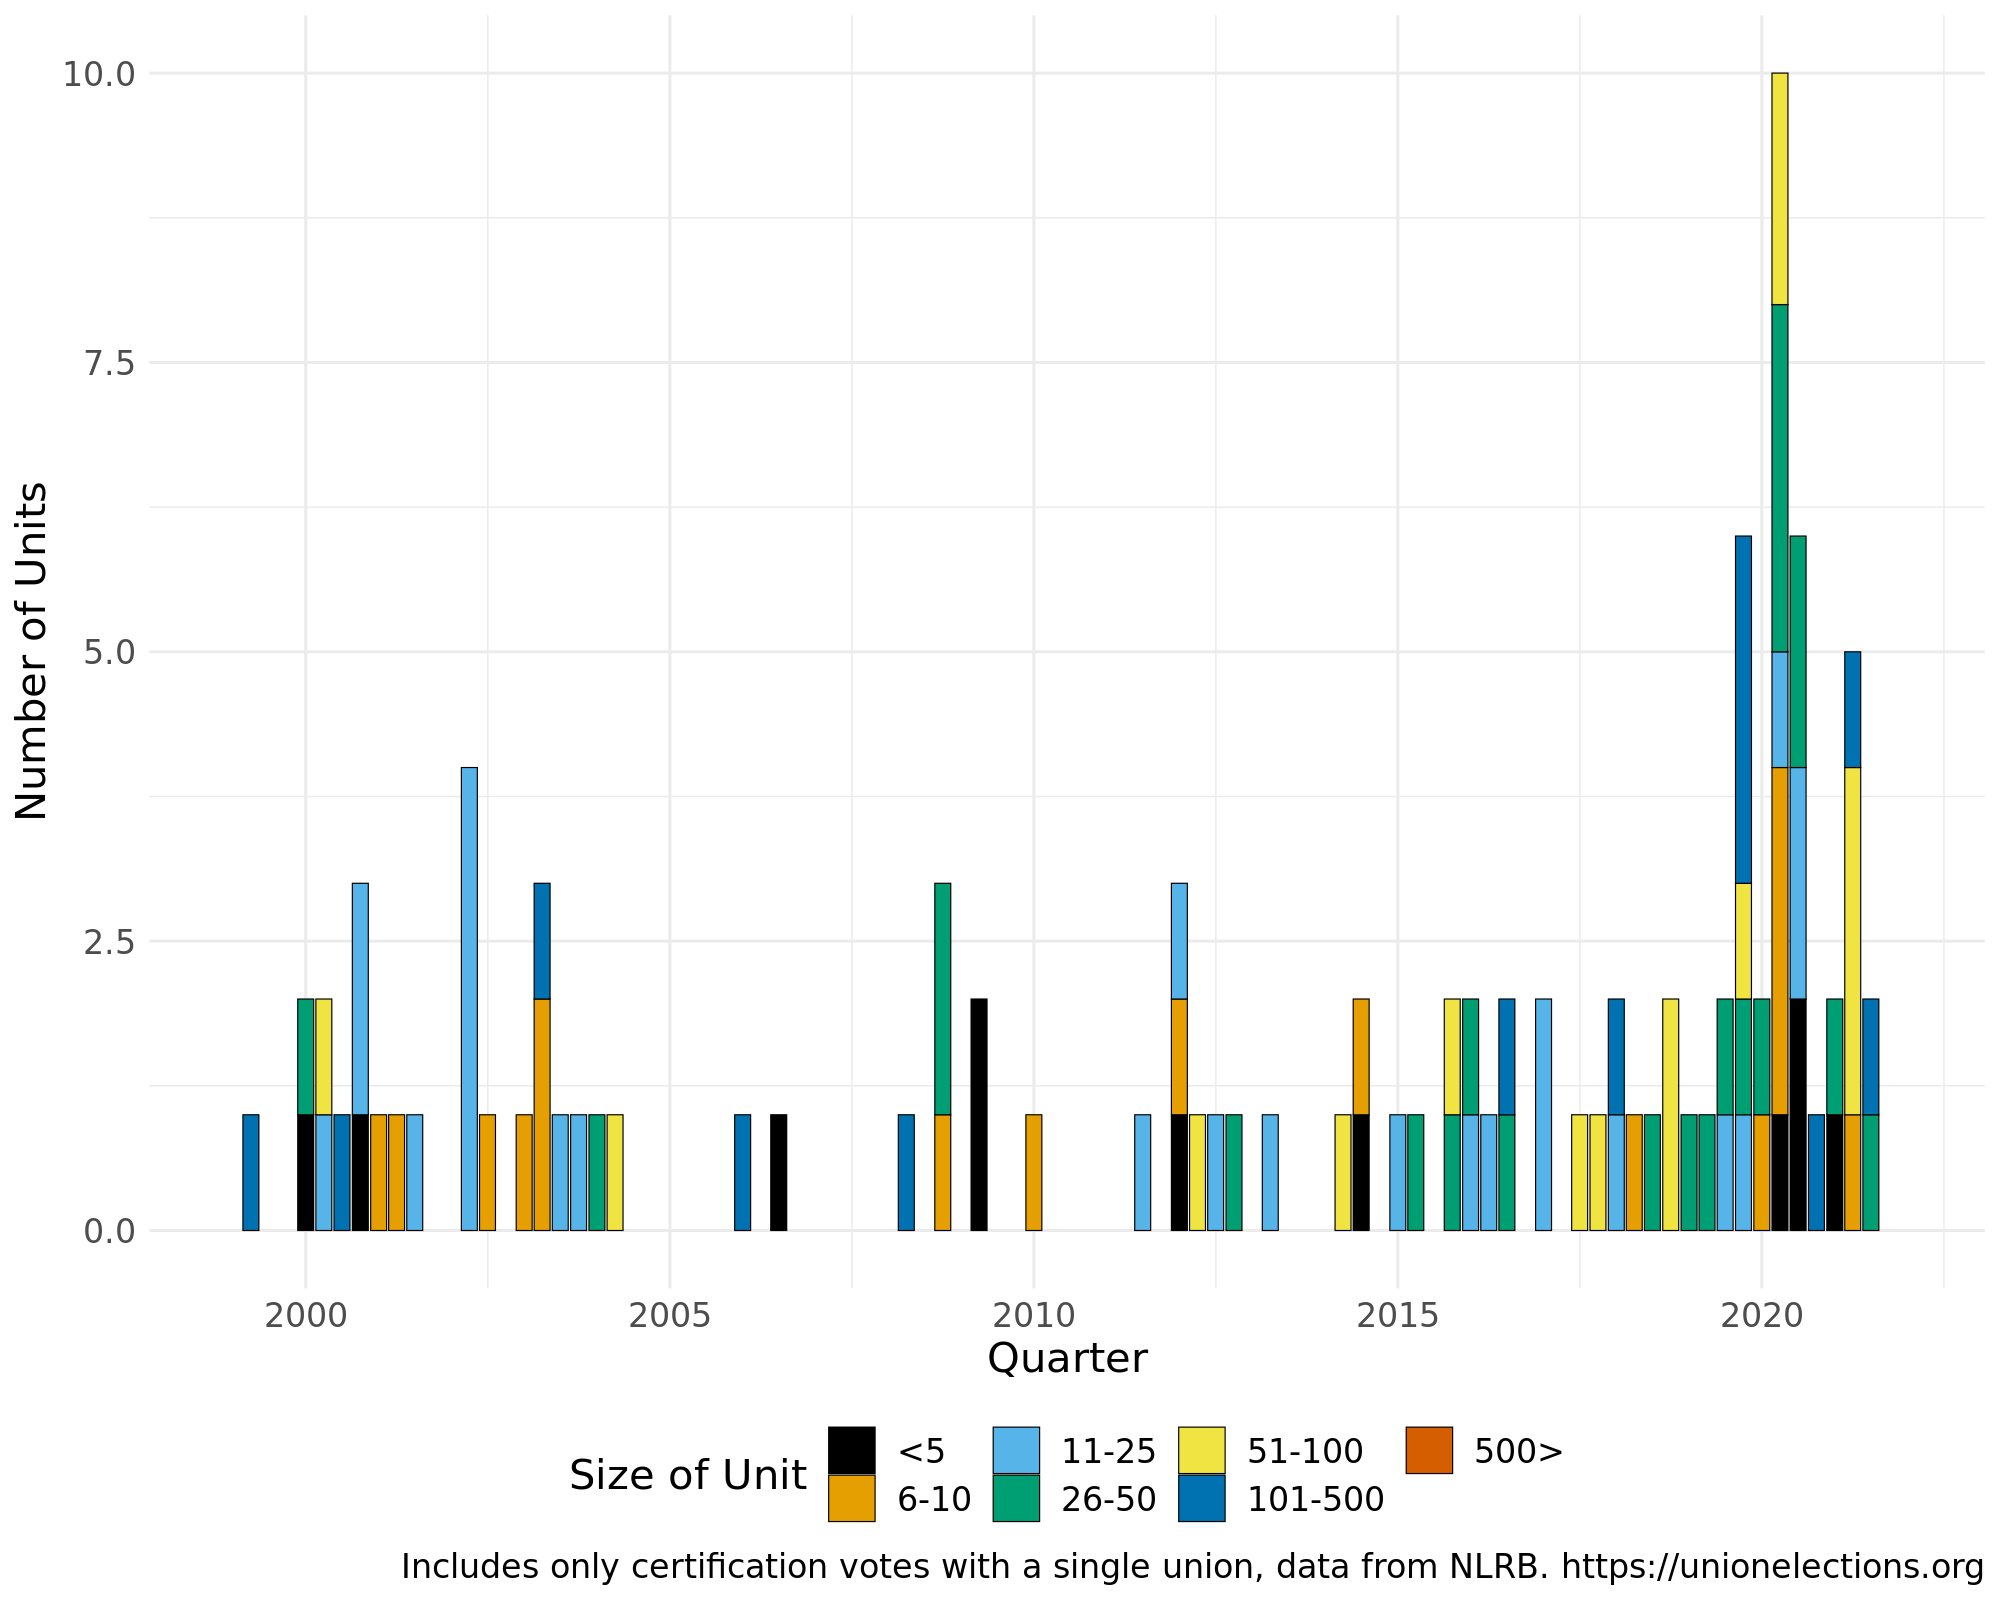 10.0
7.5
5.0
2.5
0.0
Number of Units
2000 2005 2010 2015 2020
Quarter
Size of Unit
<5 11-25 51-100 500>
6-10 26-50 101-500
Includes only certification votes with a single union, data from NLRB. https://unionelections.org